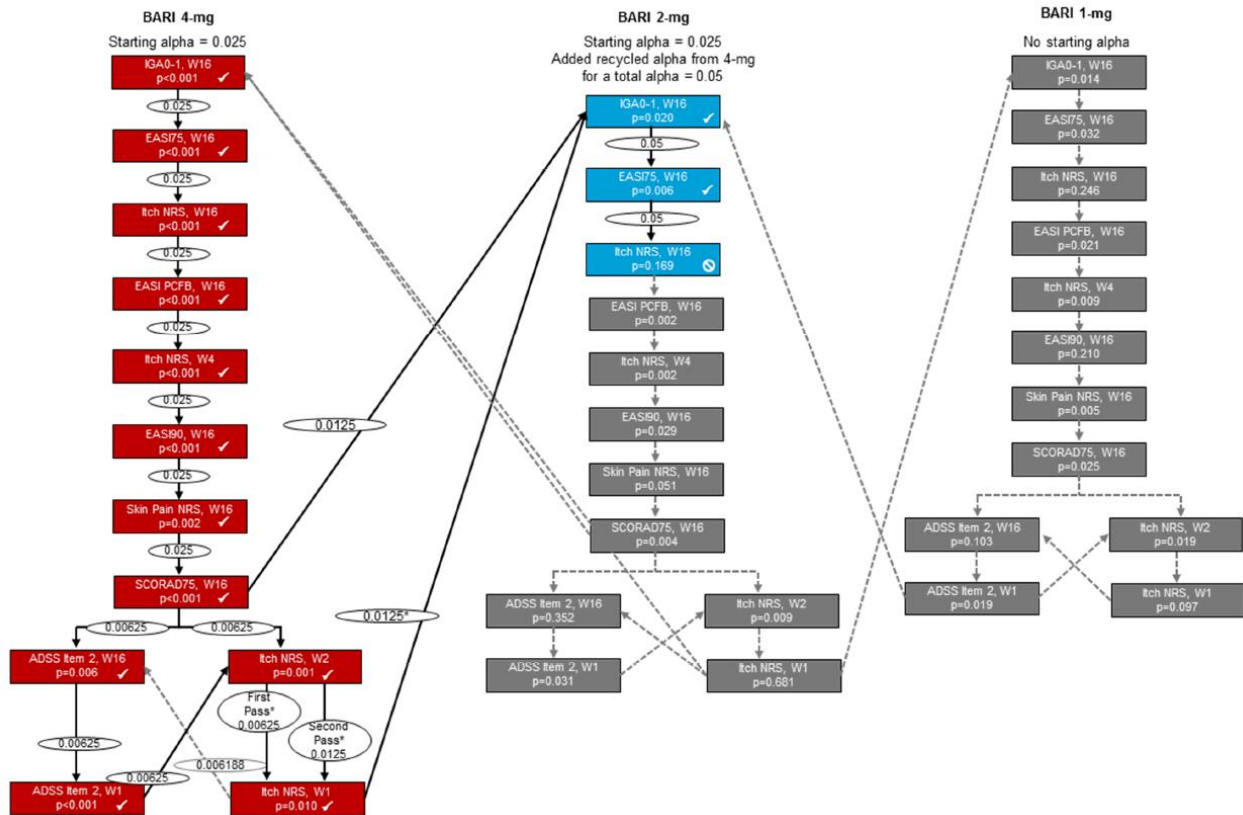 BARI 4-mg
Starting alpha = 0.025
IGA0-1, W16
p<0.001
0.025
EASI75, W16
p<0.001
0.025
Itch NRS, W16
p<0.001
0.025
EASI PCFB, W16
p<0.001
0.025
Itch NRS, W4
p<0.001
0.025
EASI90, W16
p<0.001
0.025
Skin Pain NRS, W16
p=0.002
0.025
SCORAD75, W16
p<0.001
0.00625
0.00625
ADSS Item 2, W16
p=0.006
Itch NRS, W2
p=0.001
First
Pass*
0.00625
Second
Pass*
0.0125
0.00625
0.00625
0.006188
ADSS Item 2, W1
p<0.001
Itch NRS, W1
p=0.010
0.0125
0.0125*
BARI 2-mg
Starting alpha = 0.025
Added recycled alpha from 4-mg
for a total alpha = 0.05
IGA0-1, W16
p=0.020
0.05
EASI75, W16
p=0.006
0.05
Itch NRS, W16
p=0.169
EASI PCFB, W16
p=0.002
Itch NRS, W4
p=0.002
EASI90, W16
p=0.029
Skin Pain NRS, W16
p=0.051
SCORAD75, W16
p=0.004
ADSS Item 2, W16
p=0.352
Itch NRS, W2
p=0.009
ADSS Item 2, W1
p=0.031
Itch NRS, W1
p=0.681
BARI 1-mg
No starting alpha
IGA0-1, W16
p=0.014
EASI75, W16
p=0.032
Itch NRS, W16
p=0.246
EASI PCFB, W16
p=0.021
Itch NRS, W4
p=0.009
EASI90, W16
p=0.210
Skin Pain NRS, W16
p=0.005
SCORAD75, W16
p=0.025
ADSS Item 2, W16
p=0.103
Itch NRS, W2
p=0.019
ADSS Item 2, W1
p=0.019
Itch NRS, W1
p=0.097